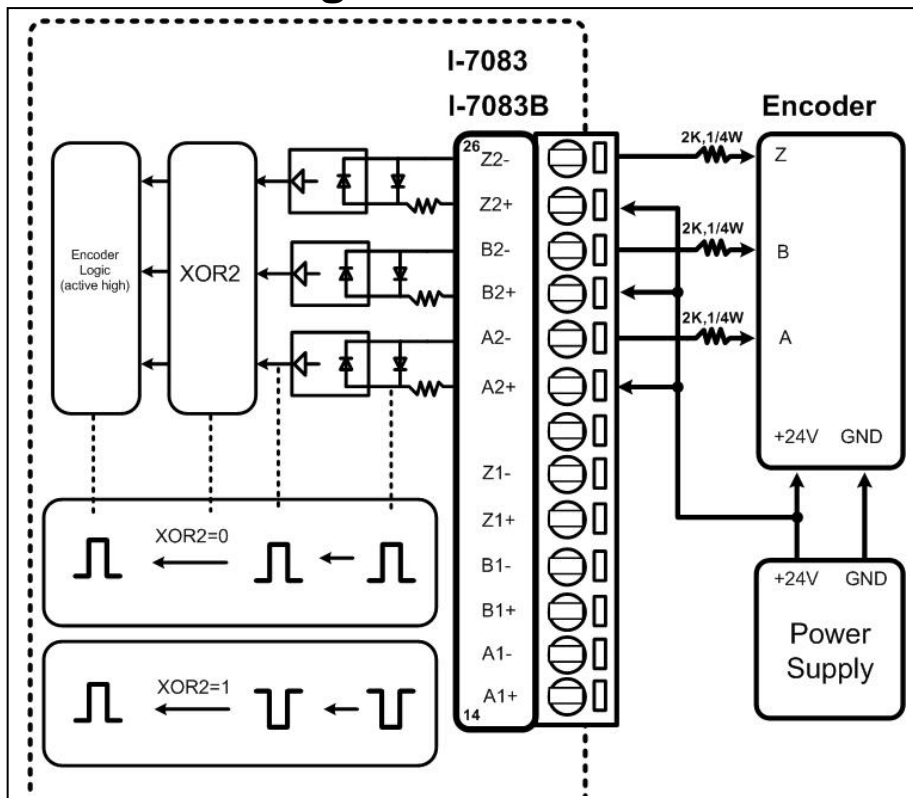 I-7083
I-7083B
Encoder
26
Z2-
Z2+
B2-
B2+
A2-
A2+
Z1-
Z1+
B1-
B1+
A1-
A1+
14
Encoder
Logic
(active high)
XOR2
2K,1/4W
Z
2K,1/4W
B
2K,1/4W
A
+24V GND
XOR2=0
XOR2=1
+24V GND
Power
Supply